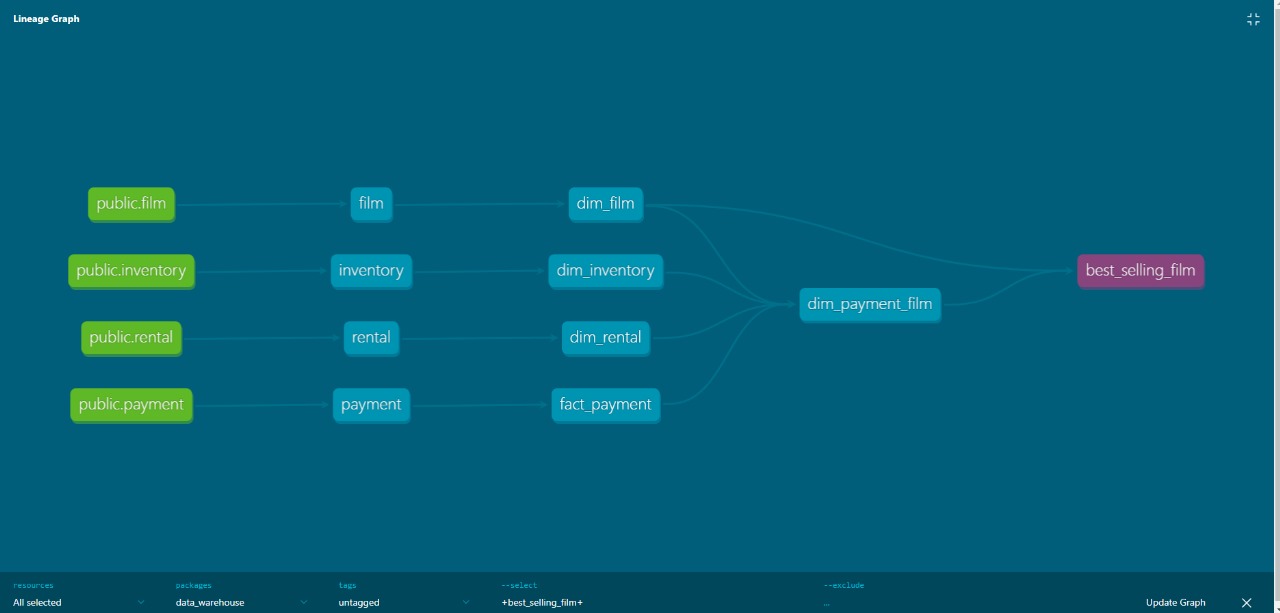 Lineage Graph
public.film
film
dim_film
public.inventory
inventory
dim_inventory
best_selling_film
dim_payment_film
public.rental
rental
dim_rental
public.payment
payment
fact_payment
resources
packages
tags
--select
--exclude
All selected
data_warehouse
untagged
+best_selling_film+
...
Update Graph